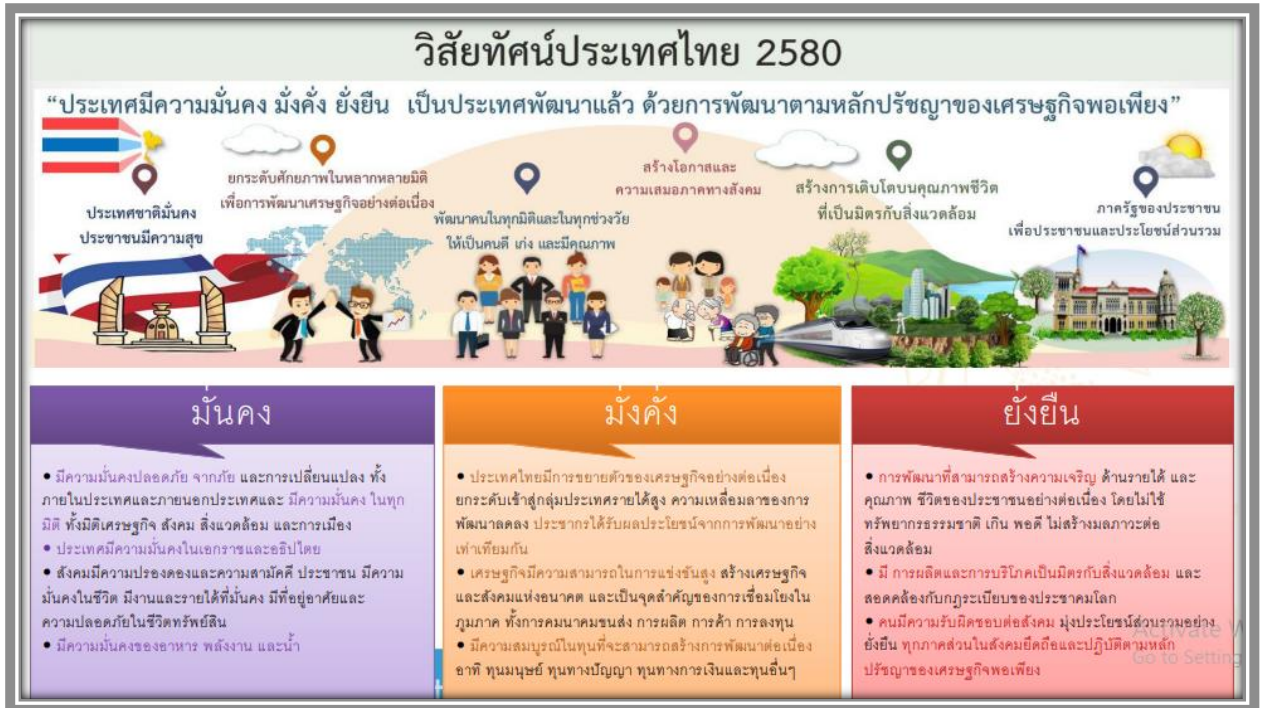 วิสัยทัศน์ประเทศไทย 2580
“ประเทศมีความมั่นคง มั่งคั่ง ยั่งยืน เป็นประเทศพัฒนาแล้ว ด้วยการพัฒนาตามหลักปรัชญาของเศรษฐกิจพอเพียง”
ประเทศชาติมั่นคง
ประชาชนมีความสุข
ยกระดับศักยภาพในหลากหลายมิติ
เพื่อการพัฒนาเศรษฐกิจอย่างต่อเนื่อง
พัฒนาคนในทุกมิติและในทุกช่วงวัย
ให้เป็นคนดี เก่ง และมีคุณภาพ
สร้างโอกาสและ
ความเสมอภาคทางสังคม
สร้างการเติบโตบนคุณภาพชีวิต
ที่เป็นมิตรกับสิ่งแวดล้อม
ภาครัฐของประชาชน
เพื่อประชาชนและประโยชน์ส่วนรวม
มั่นคง
• มีความมั่นคงปลอดภัย จากภัย และการเปลี่ยนแปลง ทั้ง
ภายในประเทศและภายนอกประเทศและ มีความมั่นคง ในทุก
มิติ ทั้งมิติเศรษฐกิจ สังคม สิ่งแวดล้อม และการเมือง
• ประเทศมีความมั่นคงในเอกราชและอธิปไตย
• สังคมมีความปรองดองและความสามัคคี ประชาชน มีความ
มั่นคงในชีวิต มีงานและรายได้ที่มั่นคง มีที่อยู่อาศัยและ
ความปลอดภัยในชีวิตทรัพย์สิน
• มีความมั่นคงของอาหาร พลังงาน และน้ำ
มั่งคั่ง
• ประเทศไทยมีการขยายตัวของเศรษฐกิจอย่างต่อเนื่อง
ยกระดับเข้าสู่กลุ่มประเทศรายได้สูง ความเหลื่อมลาของการ
พัฒนาลดลง ประชากรได้รับผลประโยชน์จากการพัฒนาอย่าง
เท่าเทียมกัน
• เศรษฐกิจมีความสามารถในการแข่งขันสูง สร้างเศรษฐกิจ
และสังคมแห่งอนาคต และเป็นจุดสำคัญของการเชื่อมโยงใน
ภูมภาค ทั้งการคมนาคมขนส่ง การผลิต การค้า การลงทุน
• มีความสมบูรณ์ในทุนที่จะสามารถสร้างการพัฒนาต่อเนื่อง
อาทิ ทุนมนุษย์ ทุนทางปัญญา ทุนทางการเงินและทุนอื่นๆ
ยั่งยืน
• การพัฒนาที่สามารถสร้างความเจริญ ด้านรายได้ และ
คุณภาพ ชีวิตของประชาชนอย่างต่อเนื่อง โดยไม่ใช้
ทรัพยากรธรรมชาติ เกิน พอดี ไม่สร้างมลภาวะต่อ
สิ่งแวดล้อม
• มี การผลิตและการบริโภคเป็นมิตรกับสิ่งแวดล้อม และ
สอดคล้องกับกฎระเบียบของประชาคมโลก
• คนมีความรับผิดชอบต่อสังคม มุ่งประโยชน์ส่วนรวมอย่าง
ยั่งยืน ทุกภาคส่วนในสังคมยึดถือและปฏิบัติตามหลัก
ปรัชญาของเศรษฐกิจพอเพียง
Activate
Go to Setting